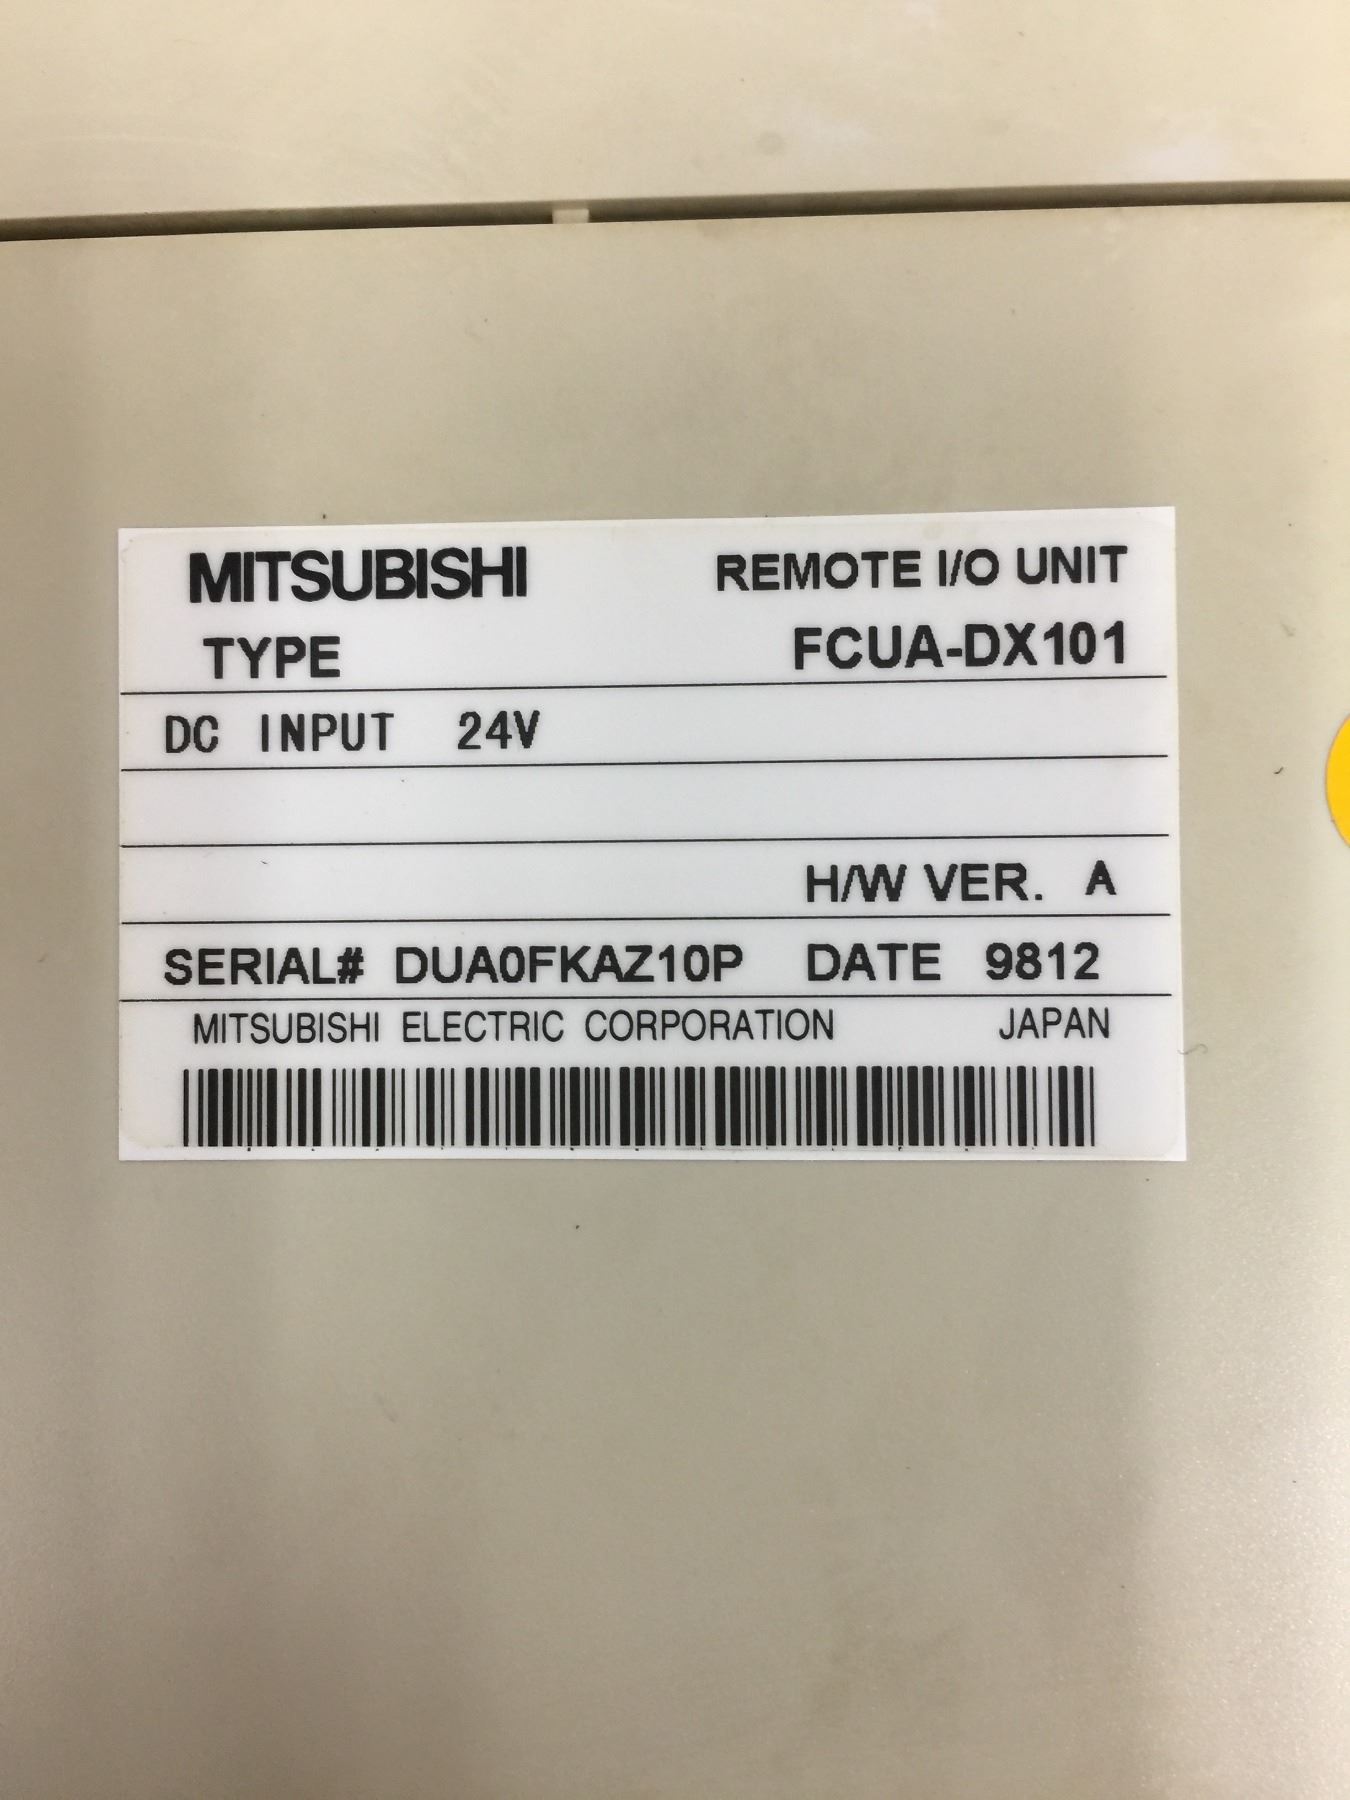 MITSUBISHI REMOTE I/O UNIT
TYPE FCUA-DX101
DC INPUT 24V
H/W VER. A
SERIAL# DUA0FKAZ10P DATE 9812
MITSUBISHI ELECTRIC CORPORATION JAPAN